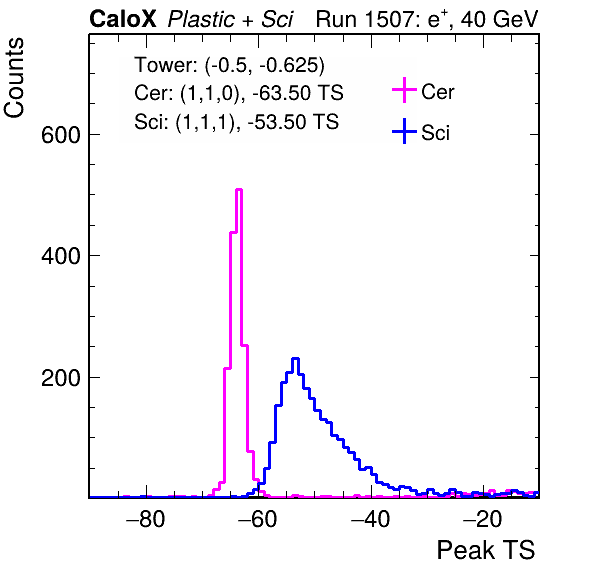 CaloX Plastic + Sci Run 1507: e⁺, 40 GeV
Counts
Tower: (-0.5, -0.625)
Cer: (1,1,0), -63.50 TS
Sci: (1,1,1), -53.50 TS
Cer
Sci
600
400
200
−80 −60 −40 −20
Peak TS